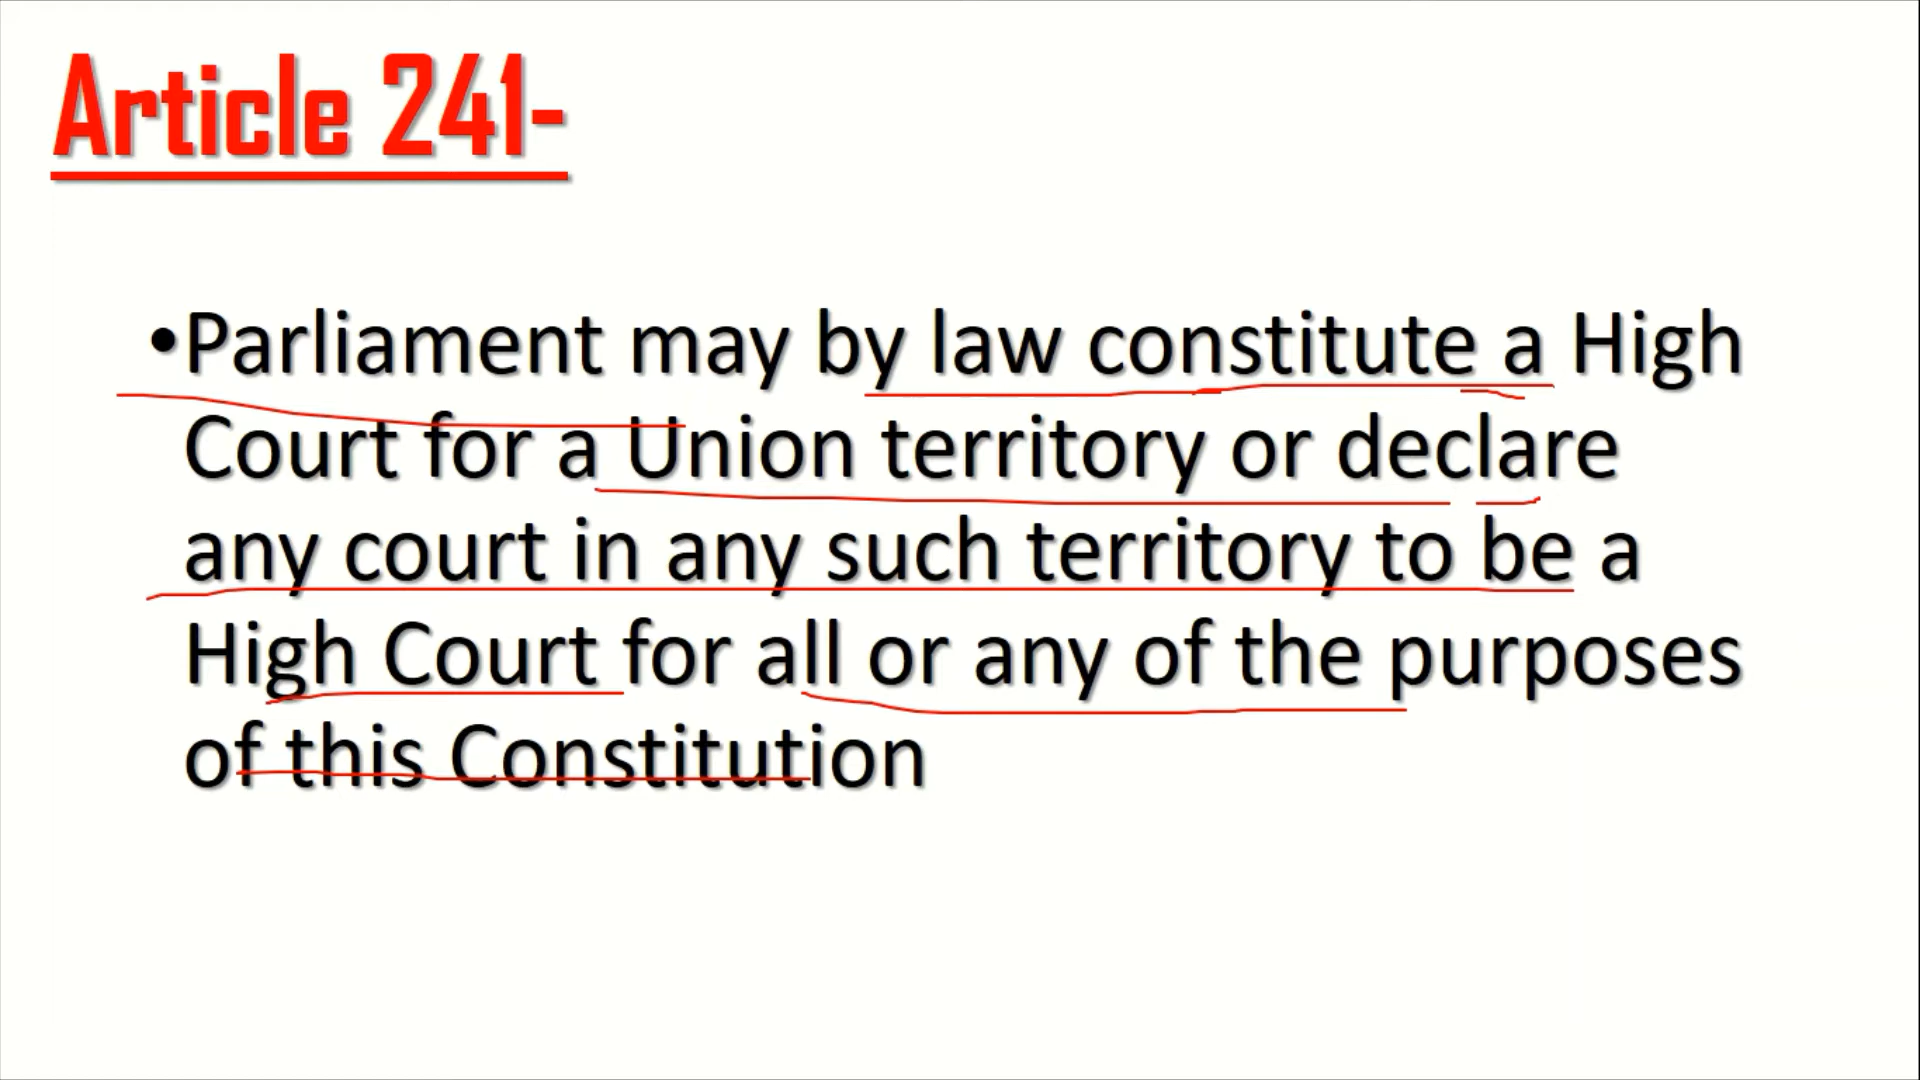 Article 241-
•Parliament may by law constitute a High
Court for a Union territory or declare
any court in any such territory to be a
High Court for all or any of the purposes
of this Constitution